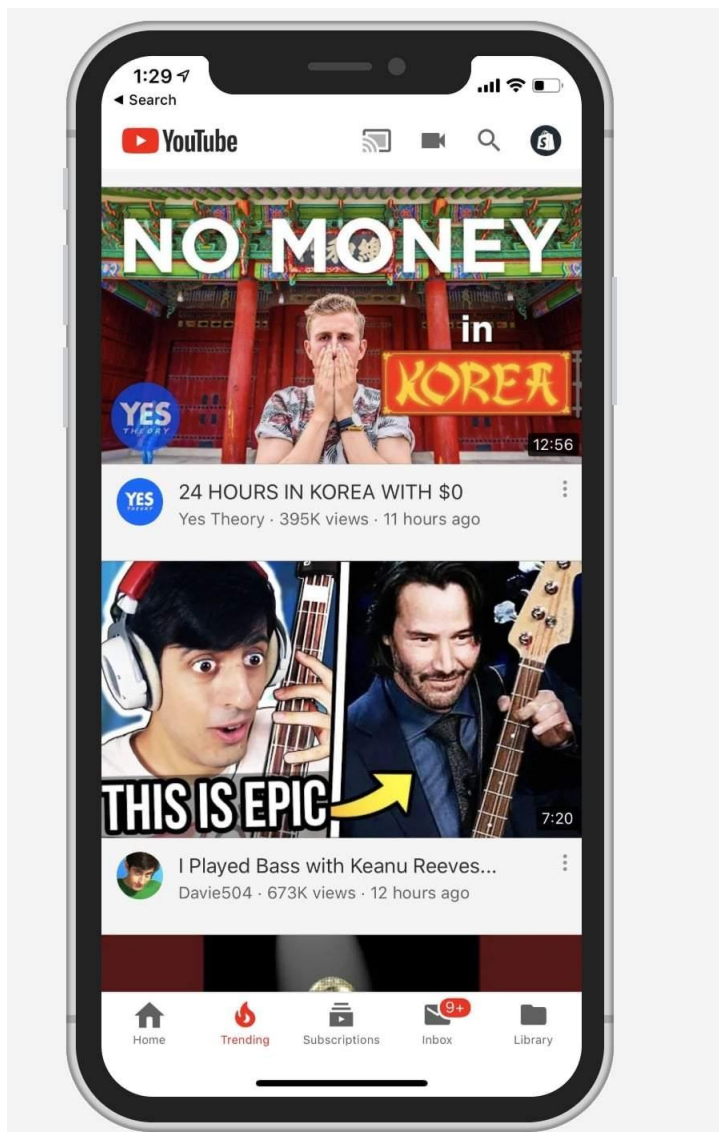 1:29
◀ Search
YouTube
NO MONEY
in
KOREA
YES
THEORY
12:56
YES
THEORY
24 HOURS IN KOREA WITH $0
Yes Theory · 395K views · 11 hours ago
THIS IS EPIC
7:20
I Played Bass with Keanu Reeves...
Davie504 · 673K views · 12 hours ago
9+
Home
Trending
Subscriptions
Inbox
Library